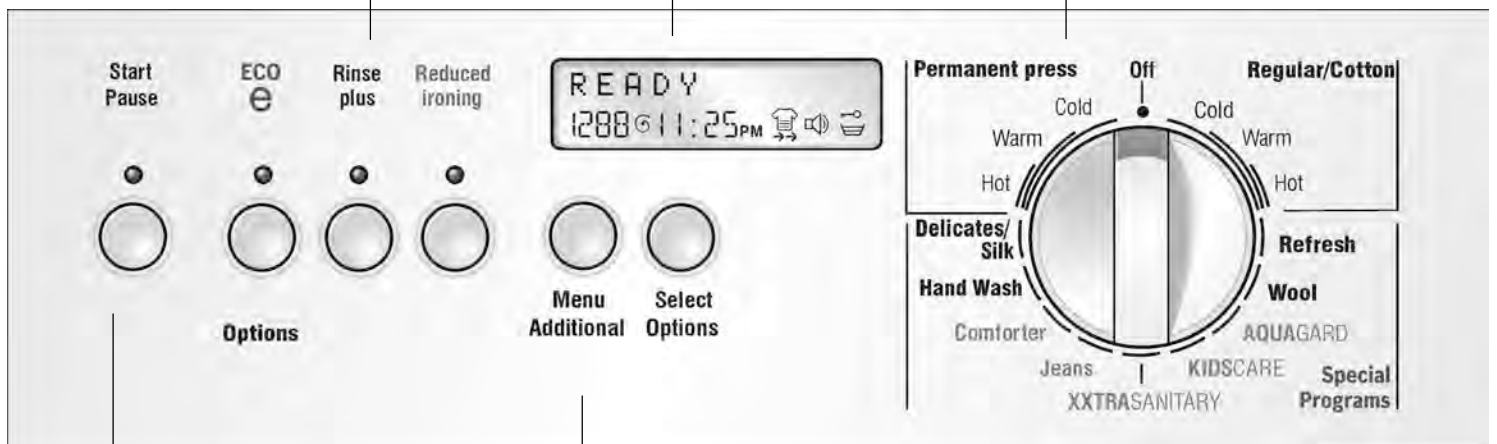 Start
Pause
ECO
e
Rinse
plus
Reduced
ironing
READY
1288 11:25PM
Menu
Additional
Select
Options
Options
Permanent press
Off
Regular/Cotton
Cold
Cold
Warm
Warm
Hot
Hot
Delicates/
Silk
Refresh
Hand Wash
Wool
Comforter
AQUAGARD
Jeans
KIDSCARE
XXTRASANITARY
Special
Programs